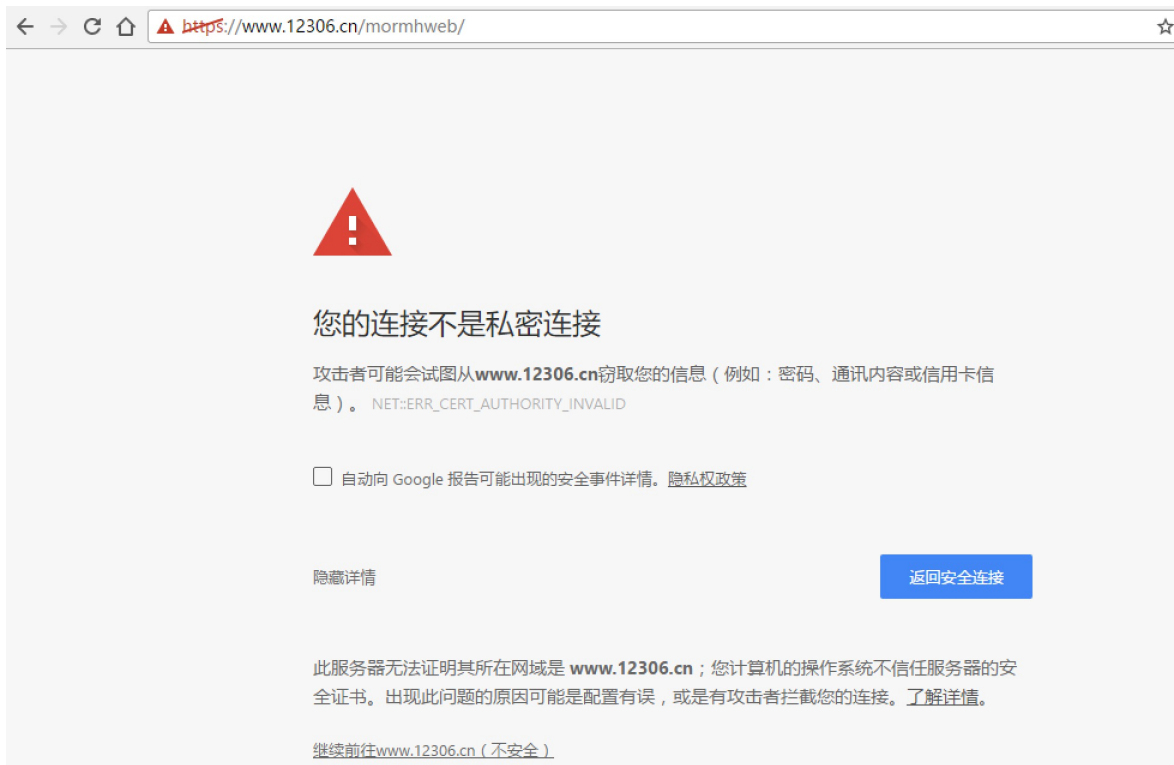 https://www.12306.cn/mormhweb/
您的连接不是私密连接
攻击者可能会试图从www.12306.cn窃取您的信息（例如：密码、通讯内容或信用卡信
息）。 NET::ERR_CERT_AUTHORITY_INVALID
自动向 Google 报告可能出现的安全事件详情。隐私权政策
隐藏详情
返回安全连接
此服务器无法证明其所在网域是 www.12306.cn；您计算机的操作系统不信任服务器的安
全证书。出现此问题的原因可能是配置有误，或是有攻击者拦截您的连接。了解详情。
继续前往www.12306.cn（不安全）